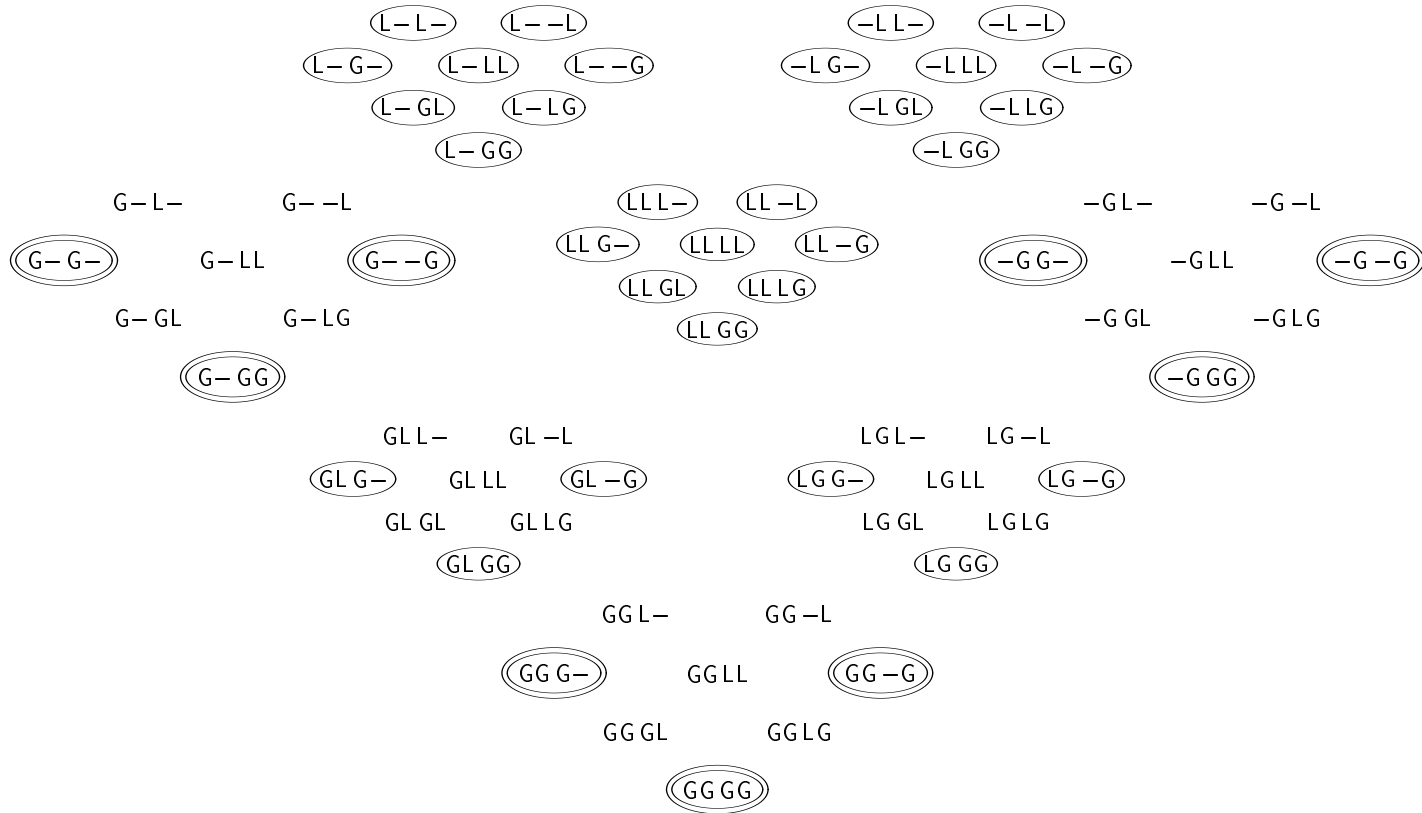 L– L– L– –L –L L– –L –L
L– G– L– LL L– –G –L G– –L LL –L –G
L– GL L– LG –L GL –L LG
L– GG –L GG
G– L– G– –L LL L– LL –L –G L– –G –L
LL G– LL LL LL –G
G– G– G– LL G– –G –G G– –G LL –G –G
LL GL LL LG
G– GL G– LG LL GG –G GL –G LG
G– GG –G GG
GL L– GL –L LG L– LG –L
GL G– GL LL GL –G LG G– LG LL LG –G
GL GL GL LG LG GL LG LG
GL GG LG GG
GG L– GG –L
GG G– GG LL GG –G
GG GL GG LG
GG GG